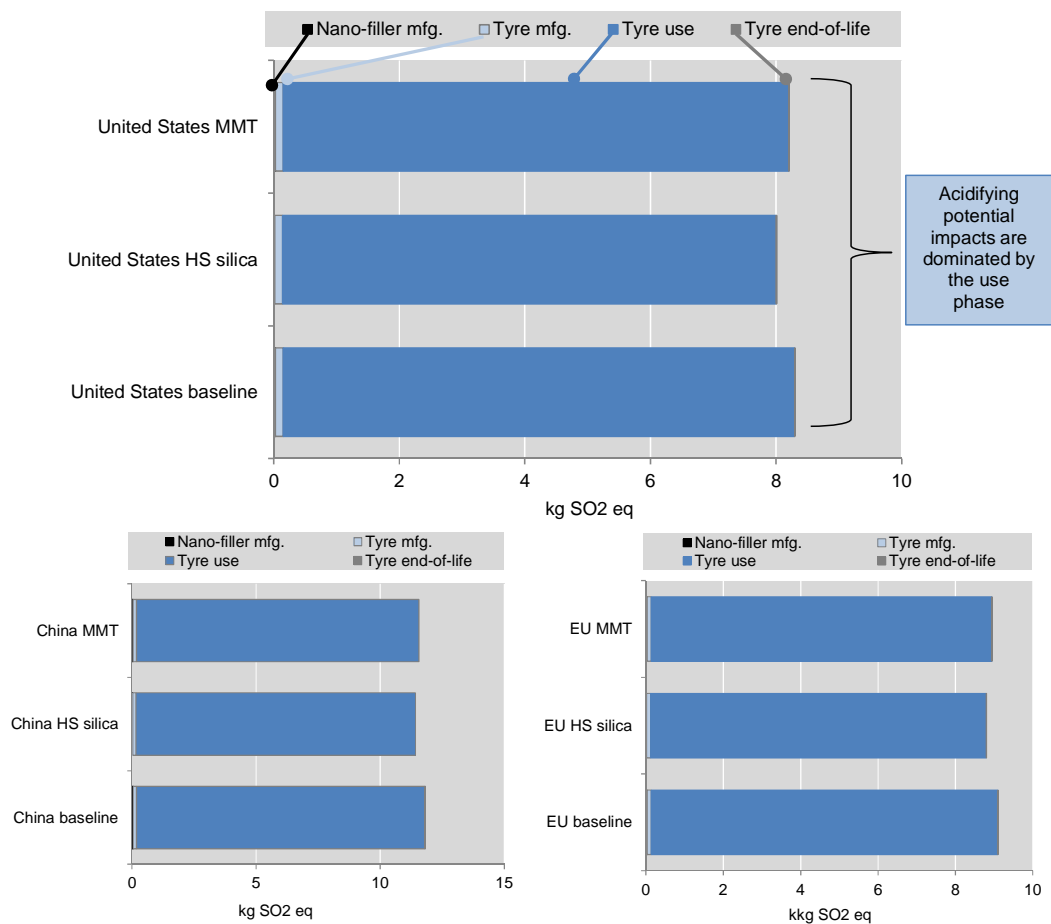 Nano-filler mfg. Tyre mfg. Tyre use Tyre end-of-life
United States MMT
United States HS silica
United States baseline
0 2 4 6 8 10
kg SO2 eq
Acidifying
potential
impacts are
dominated by
the use
phase
Nano-filler mfg. Tyre mfg.
Tyre use Tyre end-of-life
China MMT
China HS silica
China baseline
0 5 10 15
kg SO2 eq
Nano-filler mfg. Tyre mfg.
Tyre use Tyre end-of-life
EU MMT
EU HS silica
EU baseline
0 2 4 6 8 10
kkg SO2 eq